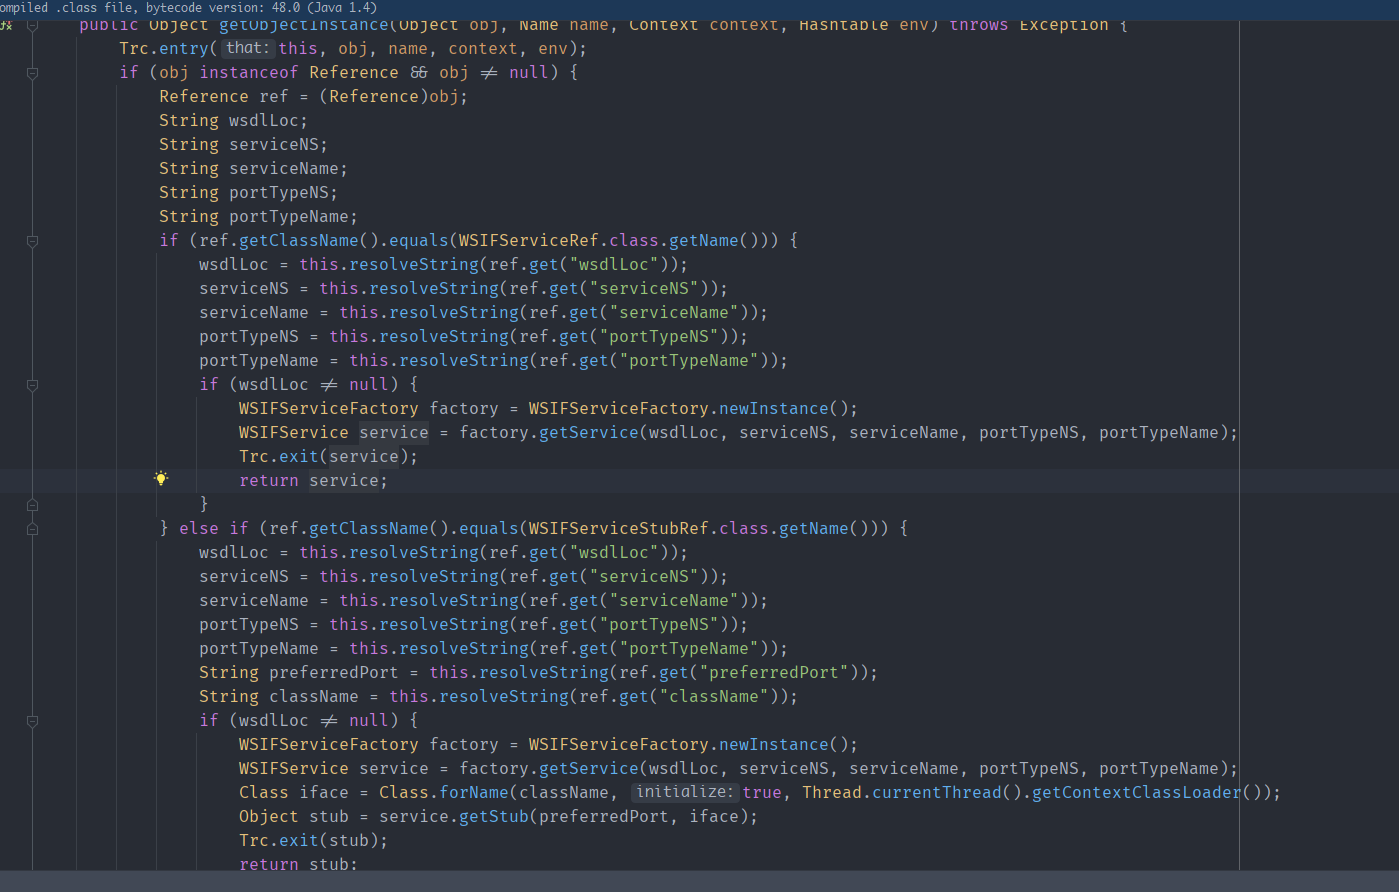 ompiled .class file, bytecode version: 48.0 (Java 1.4)
public Object getObjectInstance(Object obj, Name name, Context context, Hashtable env) throws Exception {
Trc.entry( that: this, obj, name, context, env);
if (obj instanceof Reference && obj ≠ null) {
Reference ref = (Reference)obj;
String wsdlLoc;
String serviceNS;
String serviceName;
String portTypeNS;
String portTypeName;
if (ref.getClassName().equals(WSIFServiceRef.class.getName())) {
wsdlLoc = this.resolveString(ref.get("wsdlLoc"));
serviceNS = this.resolveString(ref.get("serviceNS"));
serviceName = this.resolveString(ref.get("serviceName"));
portTypeNS = this.resolveString(ref.get("portTypeNS"));
portTypeName = this.resolveString(ref.get("portTypeName"));
if (wsdlLoc ≠ null) {
WSIFServiceFactory factory = WSIFServiceFactory.newInstance();
WSIFService service = factory.getService(wsdlLoc, serviceNS, serviceName, portTypeNS, portTypeName);
Trc.exit(service);
return service;
}
} else if (ref.getClassName().equals(WSIFServiceStubRef.class.getName())) {
wsdlLoc = this.resolveString(ref.get("wsdlLoc"));
serviceNS = this.resolveString(ref.get("serviceNS"));
serviceName = this.resolveString(ref.get("serviceName"));
portTypeNS = this.resolveString(ref.get("portTypeNS"));
portTypeName = this.resolveString(ref.get("portTypeName"));
String preferredPort = this.resolveString(ref.get("preferredPort"));
String className = this.resolveString(ref.get("className"));
if (wsdlLoc ≠ null) {
WSIFServiceFactory factory = WSIFServiceFactory.newInstance();
WSIFService service = factory.getService(wsdlLoc, serviceNS, serviceName, portTypeNS, portTypeName);
Class iface = Class.forName(className, initialize: true, Thread.currentThread().getContextClassLoader());
Object stub = service.getStub(preferredPort, iface);
Trc.exit(stub);
return stub;